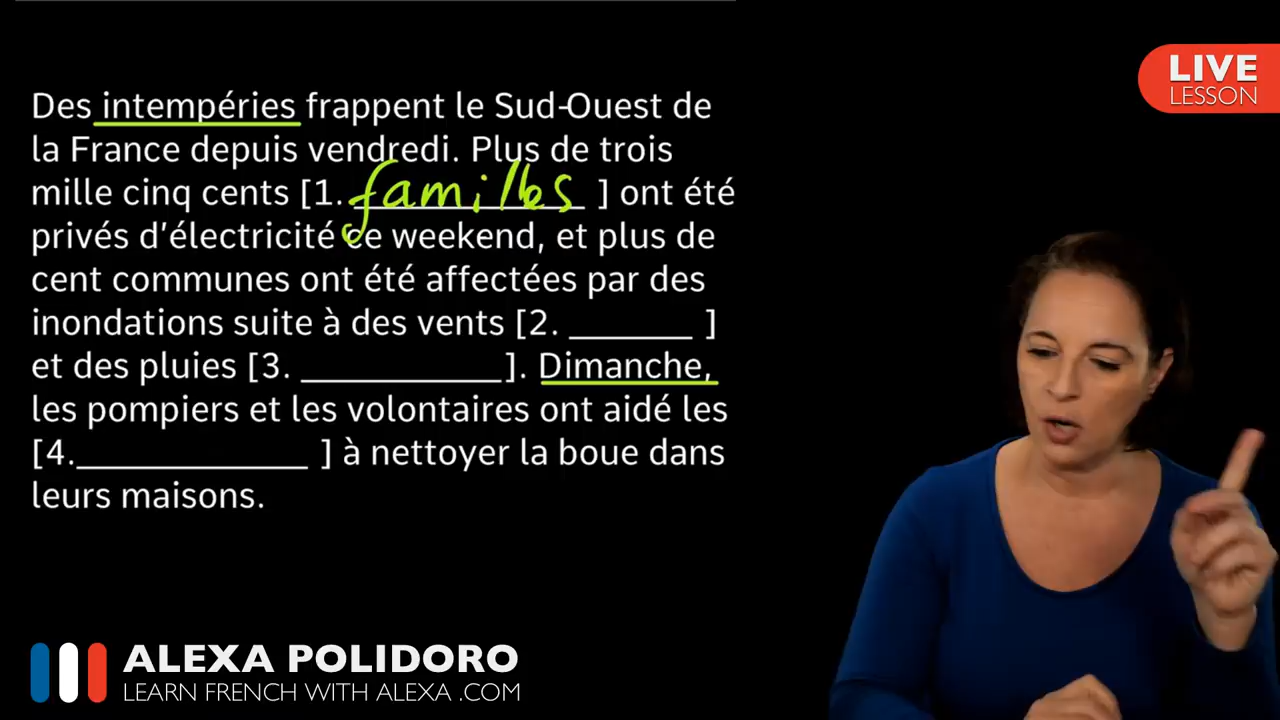 Des intempéries frappent le Sud-Ouest de
la France depuis vendredi. Plus de trois
mille cinq cents [1. familles ] ont été
privés d'électricité ce weekend, et plus de
cent communes ont été affectées par des
inondations suite à des vents [2. _______ ]
et des pluies [3. ___________]. Dimanche,
les pompiers et les volontaires ont aidé les
[4._____________ ] à nettoyer la boue dans
leurs maisons.
LIVE
LESSON
ALEXA POLIDORO
LEARN FRENCH WITH ALEXA .COM